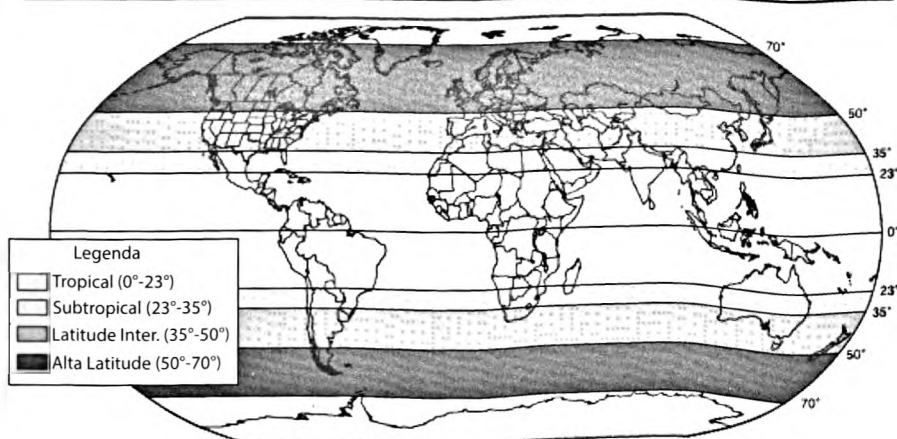 70°
50°
35°
23°
0°
23°
35°
50°
70°
Legenda
Tropical (0°-23°)
Subtropical (23°-35°)
Latitude Inter. (35°-50°)
Alta Latitude (50°-70°)